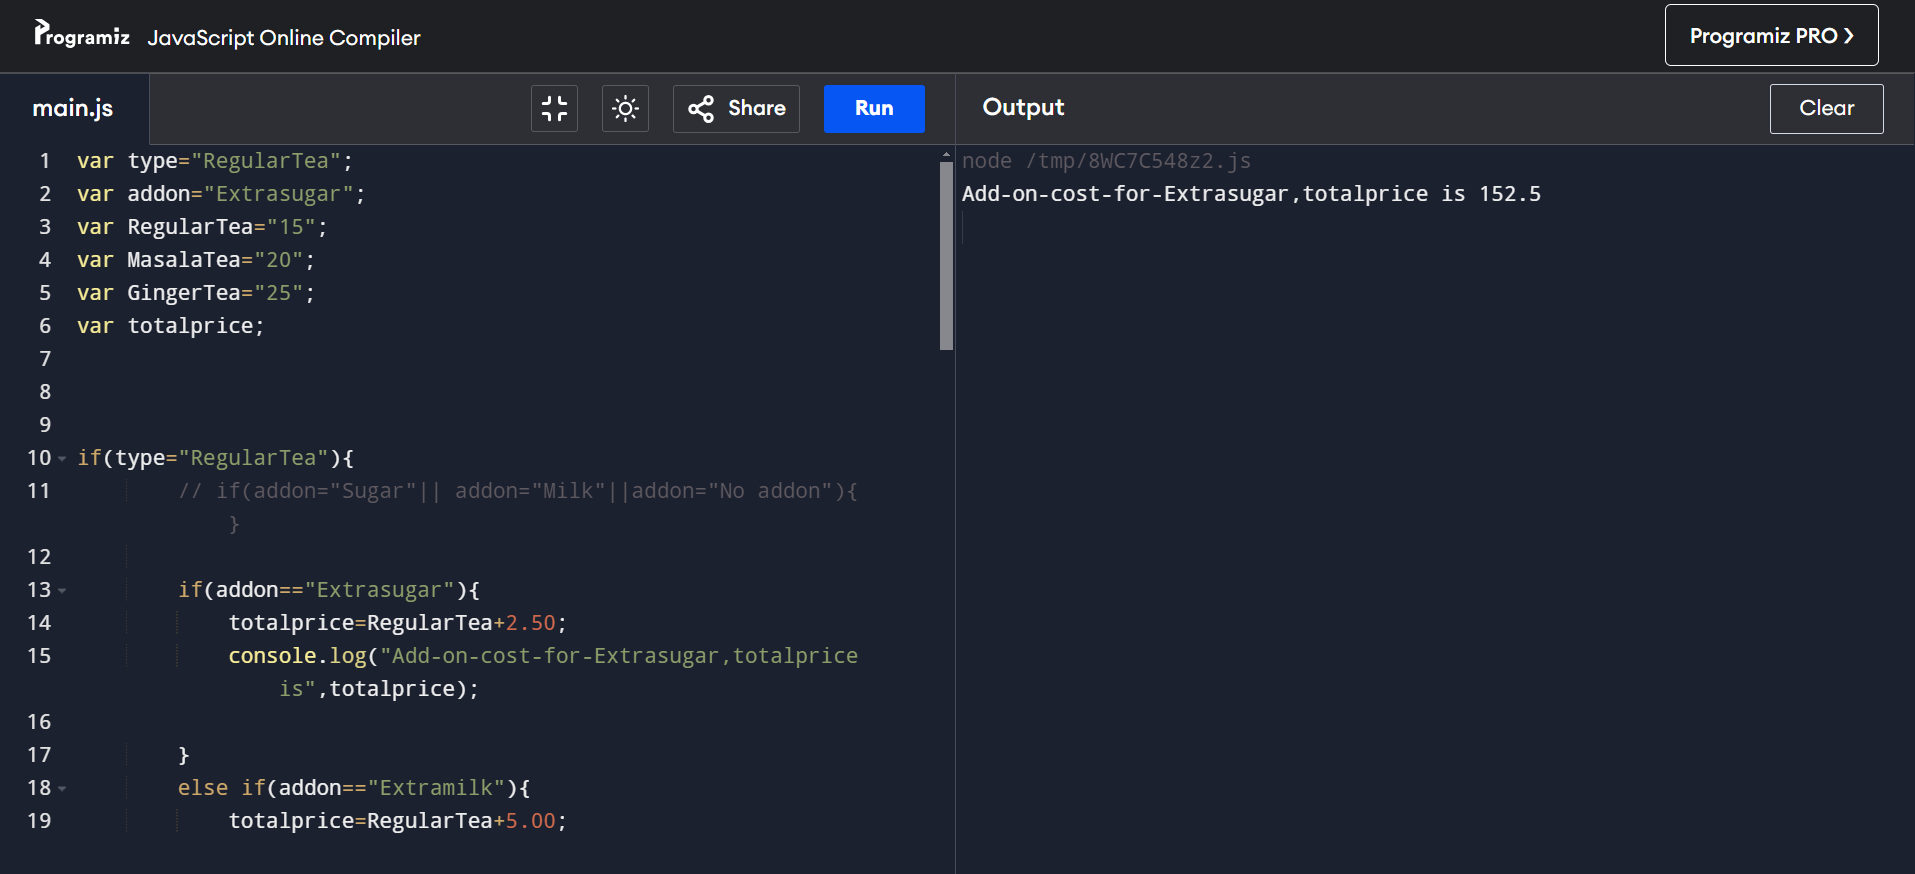 Programiz JavaScript Online Compiler
Programiz PRO ❯
main.js
Share
Run
Output
Clear
1 var type="RegularTea";
2 var addon="Extrasugar";
3 var RegularTea="15";
4 var MasalaTea="20";
5 var GingerTea="25";
6 var totalprice;
7
8
9
10 if(type="RegularTea"){
11 // if(addon="Sugar"|| addon="Milk"||addon="No addon"){
}
12
13 if(addon=="Extrasugar"){
14 totalprice=RegularTea+2.50;
15 console.log("Add-on-cost-for-Extrasugar,totalprice
is",totalprice);
16
17 }
18 else if(addon=="Extramilk"){
19 totalprice=RegularTea+5.00;
node /tmp/8WC7C548z2.js
Add-on-cost-for-Extrasugar,totalprice is 152.5